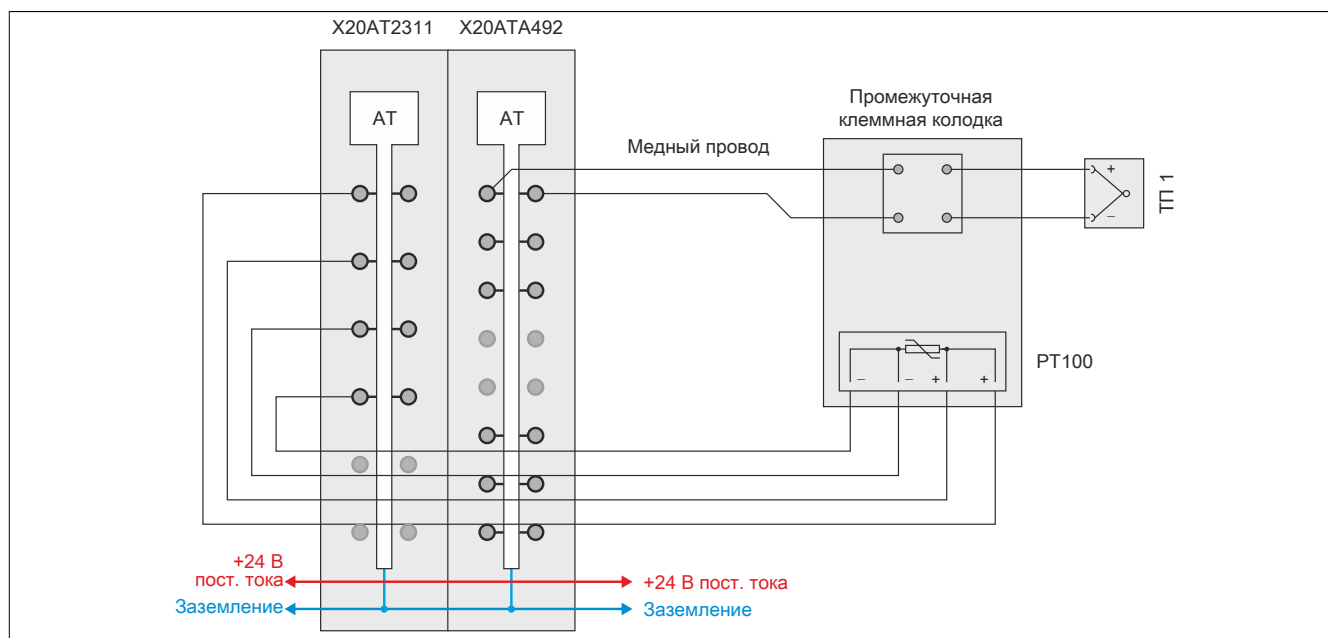 X20AT2311
X20ATA492
AT
AT
Промежуточная
клеммная колодка
Медный провод
+
−
ТП 1
PT100
−
−
+
+
+24 В
пост. тока
+24 В пост. тока
Заземление
Заземление